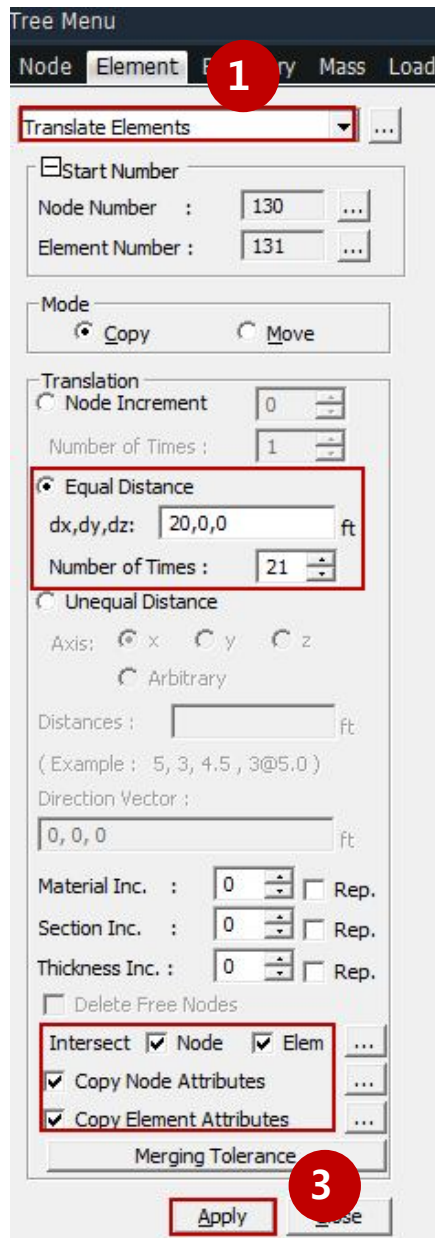 Tree Menu
Node Element ry Mass Load
1
Translate Elements ...
Start Number
Node Number : 130 ...
Element Number : 131 ...
Mode
Copy Move
Translation
Node Increment 0
Number of Times : 1
Equal Distance
dx,dy,dz: 20,0,0 ft
Number of Times : 21
Unequal Distance
Axis: x y z
Arbitrary
Distances : ft
( Example : 5, 3, 4.5 , 3@5.0 )
Direction Vector :
0, 0, 0 ft
Material Inc. : 0 Rep.
Section Inc. : 0 Rep.
Thickness Inc. : 0 Rep.
Delete Free Nodes
Intersect Node Elem ...
Copy Node Attributes ...
Copy Element Attributes ...
Merging Tolerance
3
Apply